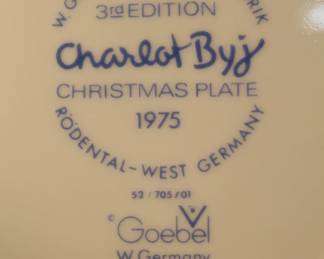 3rd EDITION
Charlot Byj
CHRISTMAS PLATE
1975
RÖDENTAL-WEST GERMANY
52/705/01
© Goebel
W. Germany